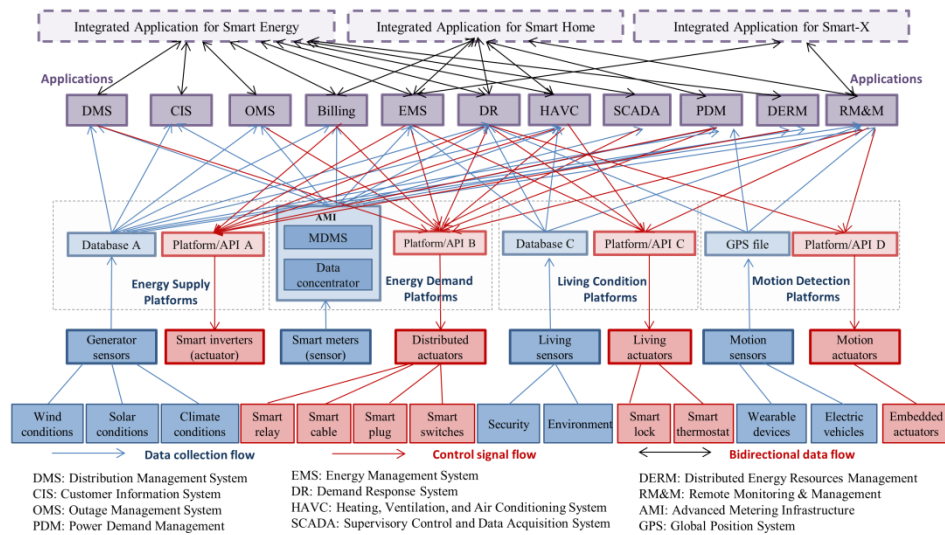 Integrated Application for Smart Energy
Integrated Application for Smart Home
Integrated Application for Smart-X
Applications
Applications
DMS
CIS
OMS
Billing
EMS
DR
HAVC
SCADA
PDM
DERM
RM&M
AMI
MDMS
Data
concentrator
Database A
Platform/API A
Platform/API B
Database C
Platform/API C
GPS file
Platform/API D
Energy Supply
Platforms
Energy Demand
Platforms
Living Condition
Platforms
Motion Detection
Platforms
Generator
sensors
Smart inverters
(actuator)
Smart meters
(sensor)
Distributed
actuators
Living
sensors
Living
actuators
Motion
sensors
Motion
actuators
Wind
conditions
Solar
conditions
Climate
conditions
Smart
relay
Smart
cable
Smart
plug
Smart
switches
Security
Environment
Smart
lock
Smart
thermostat
Wearable
devices
Electric
vehicles
Embedded
actuators
Data collection flow
Control signal flow
Bidirectional data flow
DMS: Distribution Management System
CIS: Customer Information System
OMS: Outage Management System
PDM: Power Demand Management
EMS: Energy Management System
DR: Demand Response System
HAVC: Heating, Ventilation, and Air Conditioning System
SCADA: Supervisory Control and Data Acquisition System
DERM: Distributed Energy Resources Management
RM&M: Remote Monitoring & Management
AMI: Advanced Metering Infrastructure
GPS: Global Position System